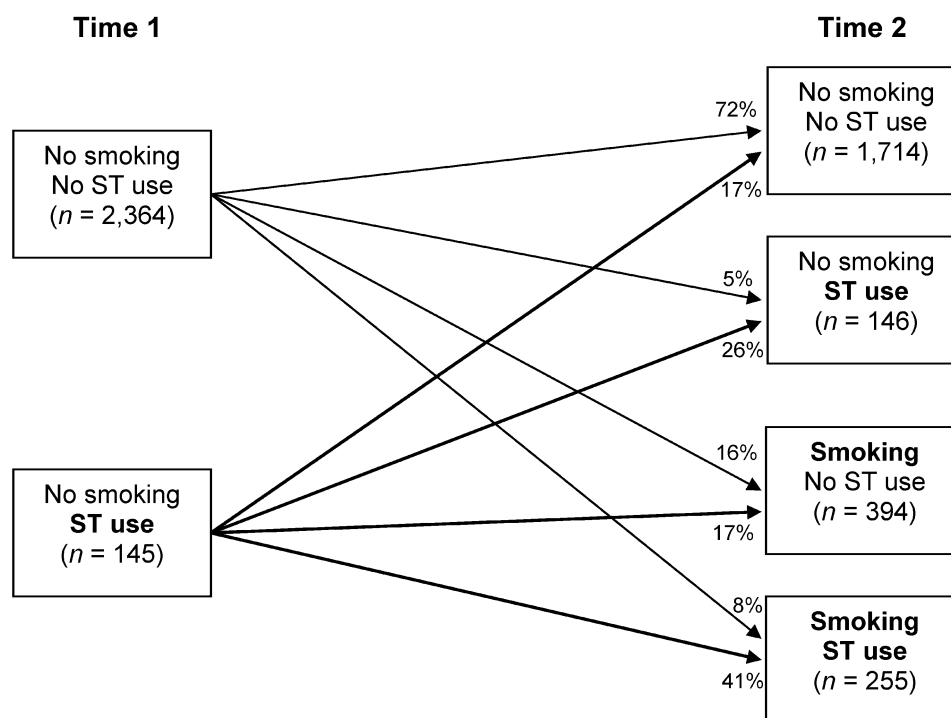 Time 1
Time 2
No smoking
No ST use
(n = 2,364)
No smoking
ST use
(n = 145)
72%
17%
5%
26%
16%
17%
8%
41%
No smoking
No ST use
(n = 1,714)
No smoking
ST use
(n = 146)
Smoking
No ST use
(n = 394)
Smoking
ST use
(n = 255)